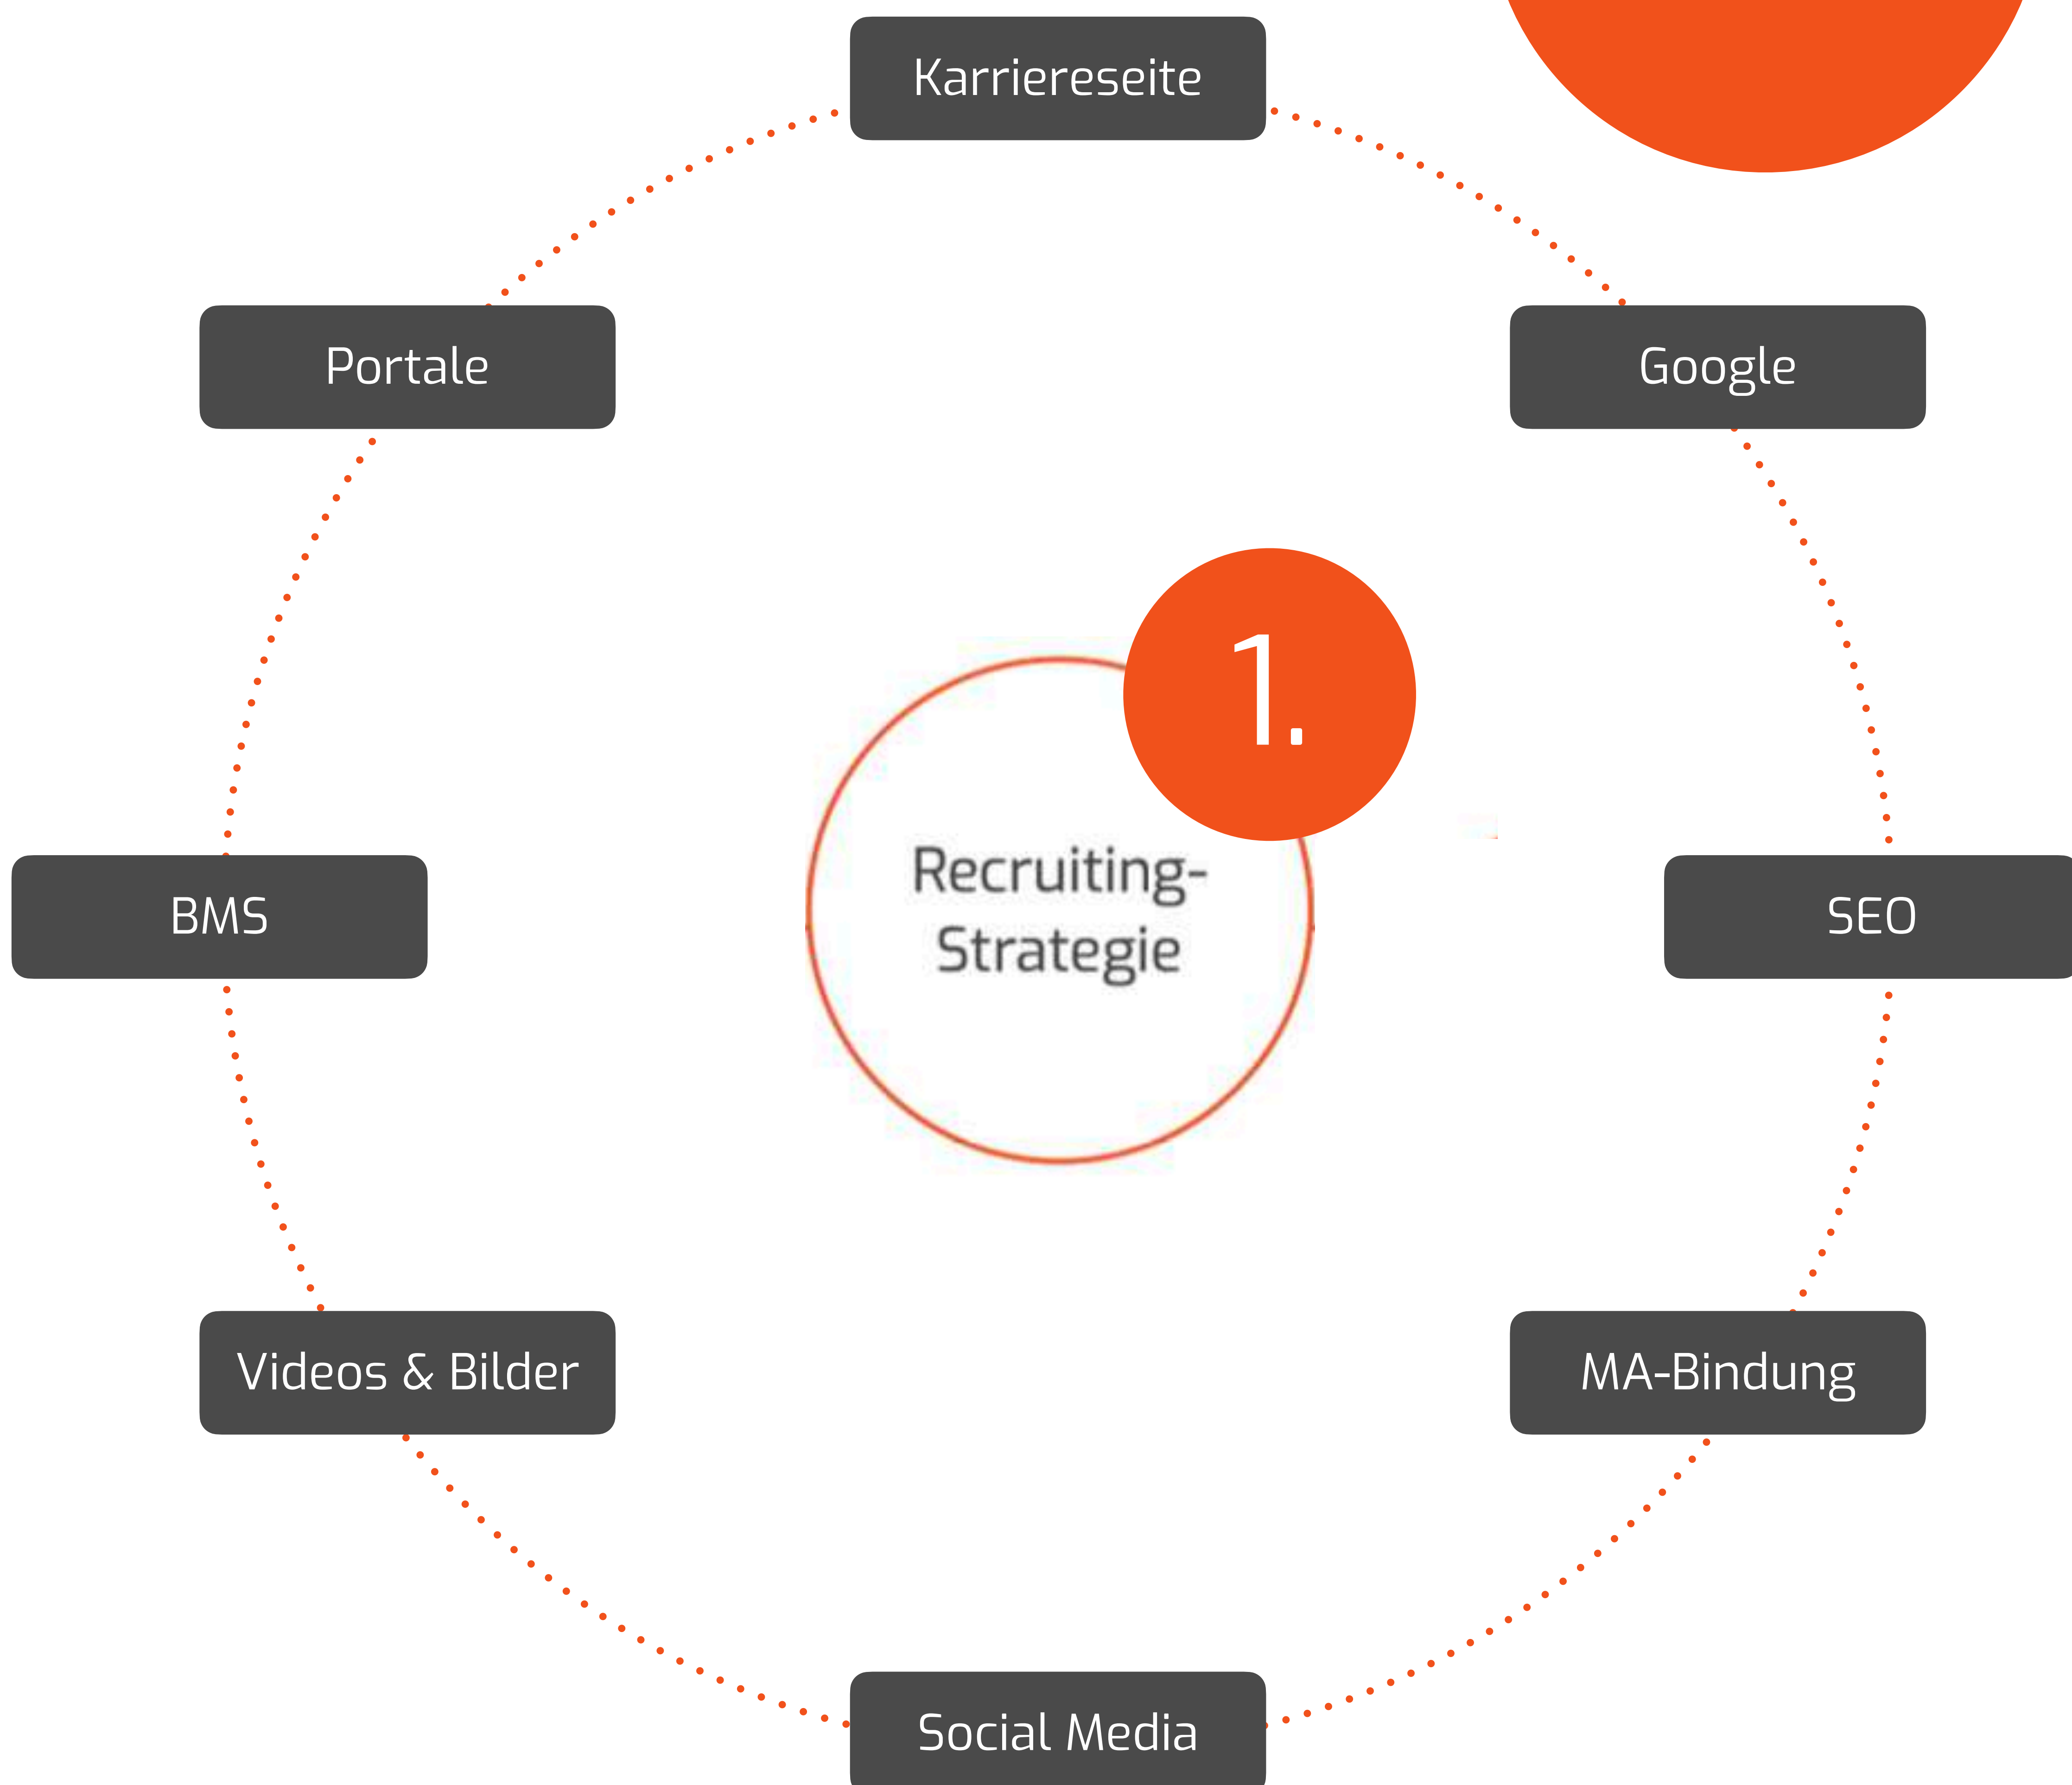 Karriereseite
Portale
Google
1.
Recruiting-
Strategie
BMS
SEO
Videos & Bilder
MA-Bindung
Social Media